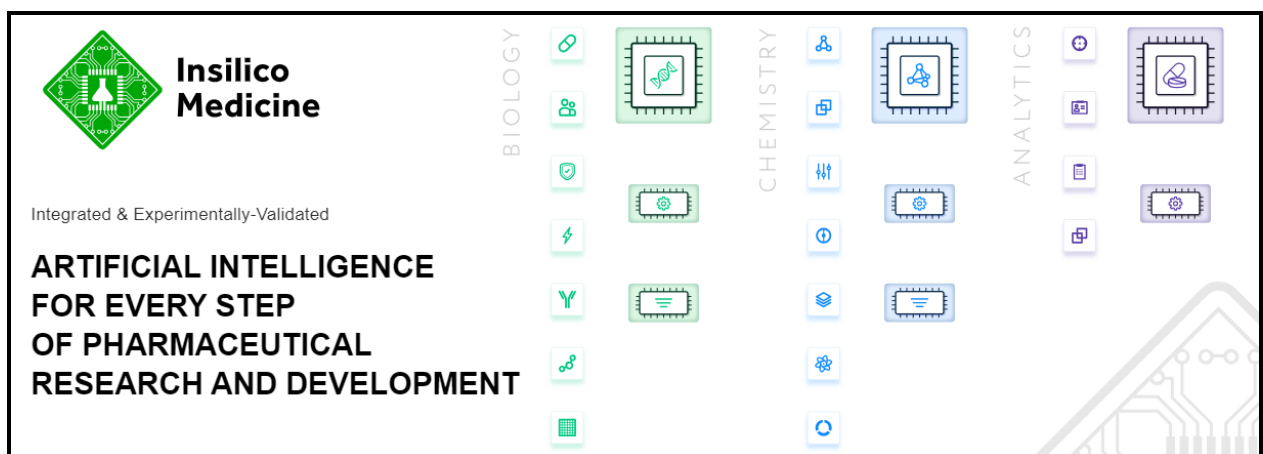 Insilico
Medicine
Integrated & Experimentally-Validated
ARTIFICIAL INTELLIGENCE
FOR EVERY STEP
OF PHARMACEUTICAL
RESEARCH AND DEVELOPMENT
BIOLOGY
CHEMISTRY
ANALYTICS